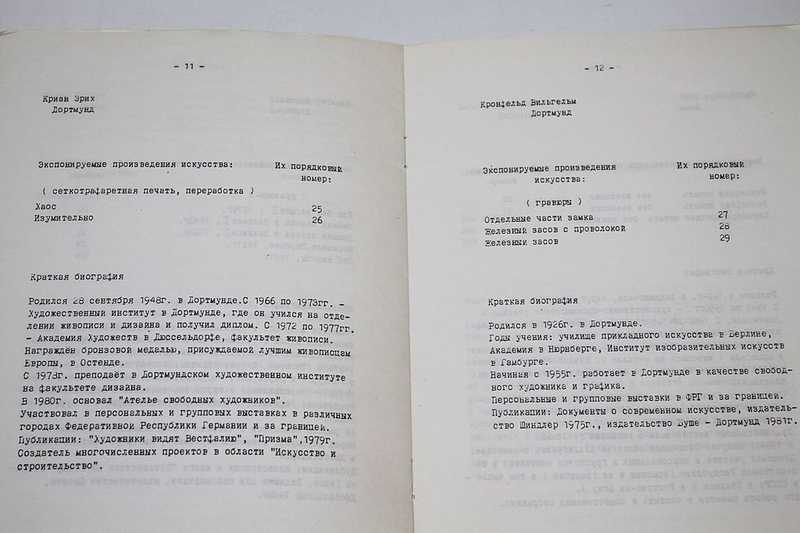 - 11 -
Криан Эрих
Дортмунд
Экспонируемые произведения искусства: Их порядковый
номер:
( сеткотрафаретная печать, переработка )
Хаос 25
Изумительно 26
Краткая биография
Родился 28 сентября 1948г. в Дортмунде.С 1966 по 1973гг. -
Художественный институт в Дортмунде, где он учился на отде-
лении живописи и дизайна и получил диплом. С 1972 по 1977гг.
- Академия Художеств в Дюссельдорфе, факультет живописи.
Награждён бронзовой медалью, присуждаемой лучшим живописцам
Европы, в Остенде.
С 1973г. преподаёт в Дортмундском художественном институте
на факультете дизайна.
В 1980г. основал "Ателье свободных художников".
Участвовал в персональных и групповых выставках в различных
городах Федеративной Республики Германии и за границей.
Публикации: "Художники видят Вестфалию", "Призма",1979г.
Создатель многочисленных проектов в области "Искусство и
строительство".
- 12 -
Кронфельд Вильгельм
Дортмунд
Экспонируемые произведения Их порядковый
искусства: номер:
( гравюры )
Отдельные части замка 27
Железный засов с проволокой 28
Железный засов 29
Краткая биография
Родился в 1926г. в Дортмунде.
Годы учения: училище прикладного искусства в Берлине,
Академия в Нюрнберге, Институт изобразительных искусств
в Гамбурге.
Начиная с 1955г. работает в Дортмунде в качестве свобод-
ного художника и графика.
Персональные и групповые выставки в ФРГ и за границей.
Публикации: Документы о современном искусстве, издатель-
ство Шиндлер 1975г., издательство Буше - Дортмунд 1981г.